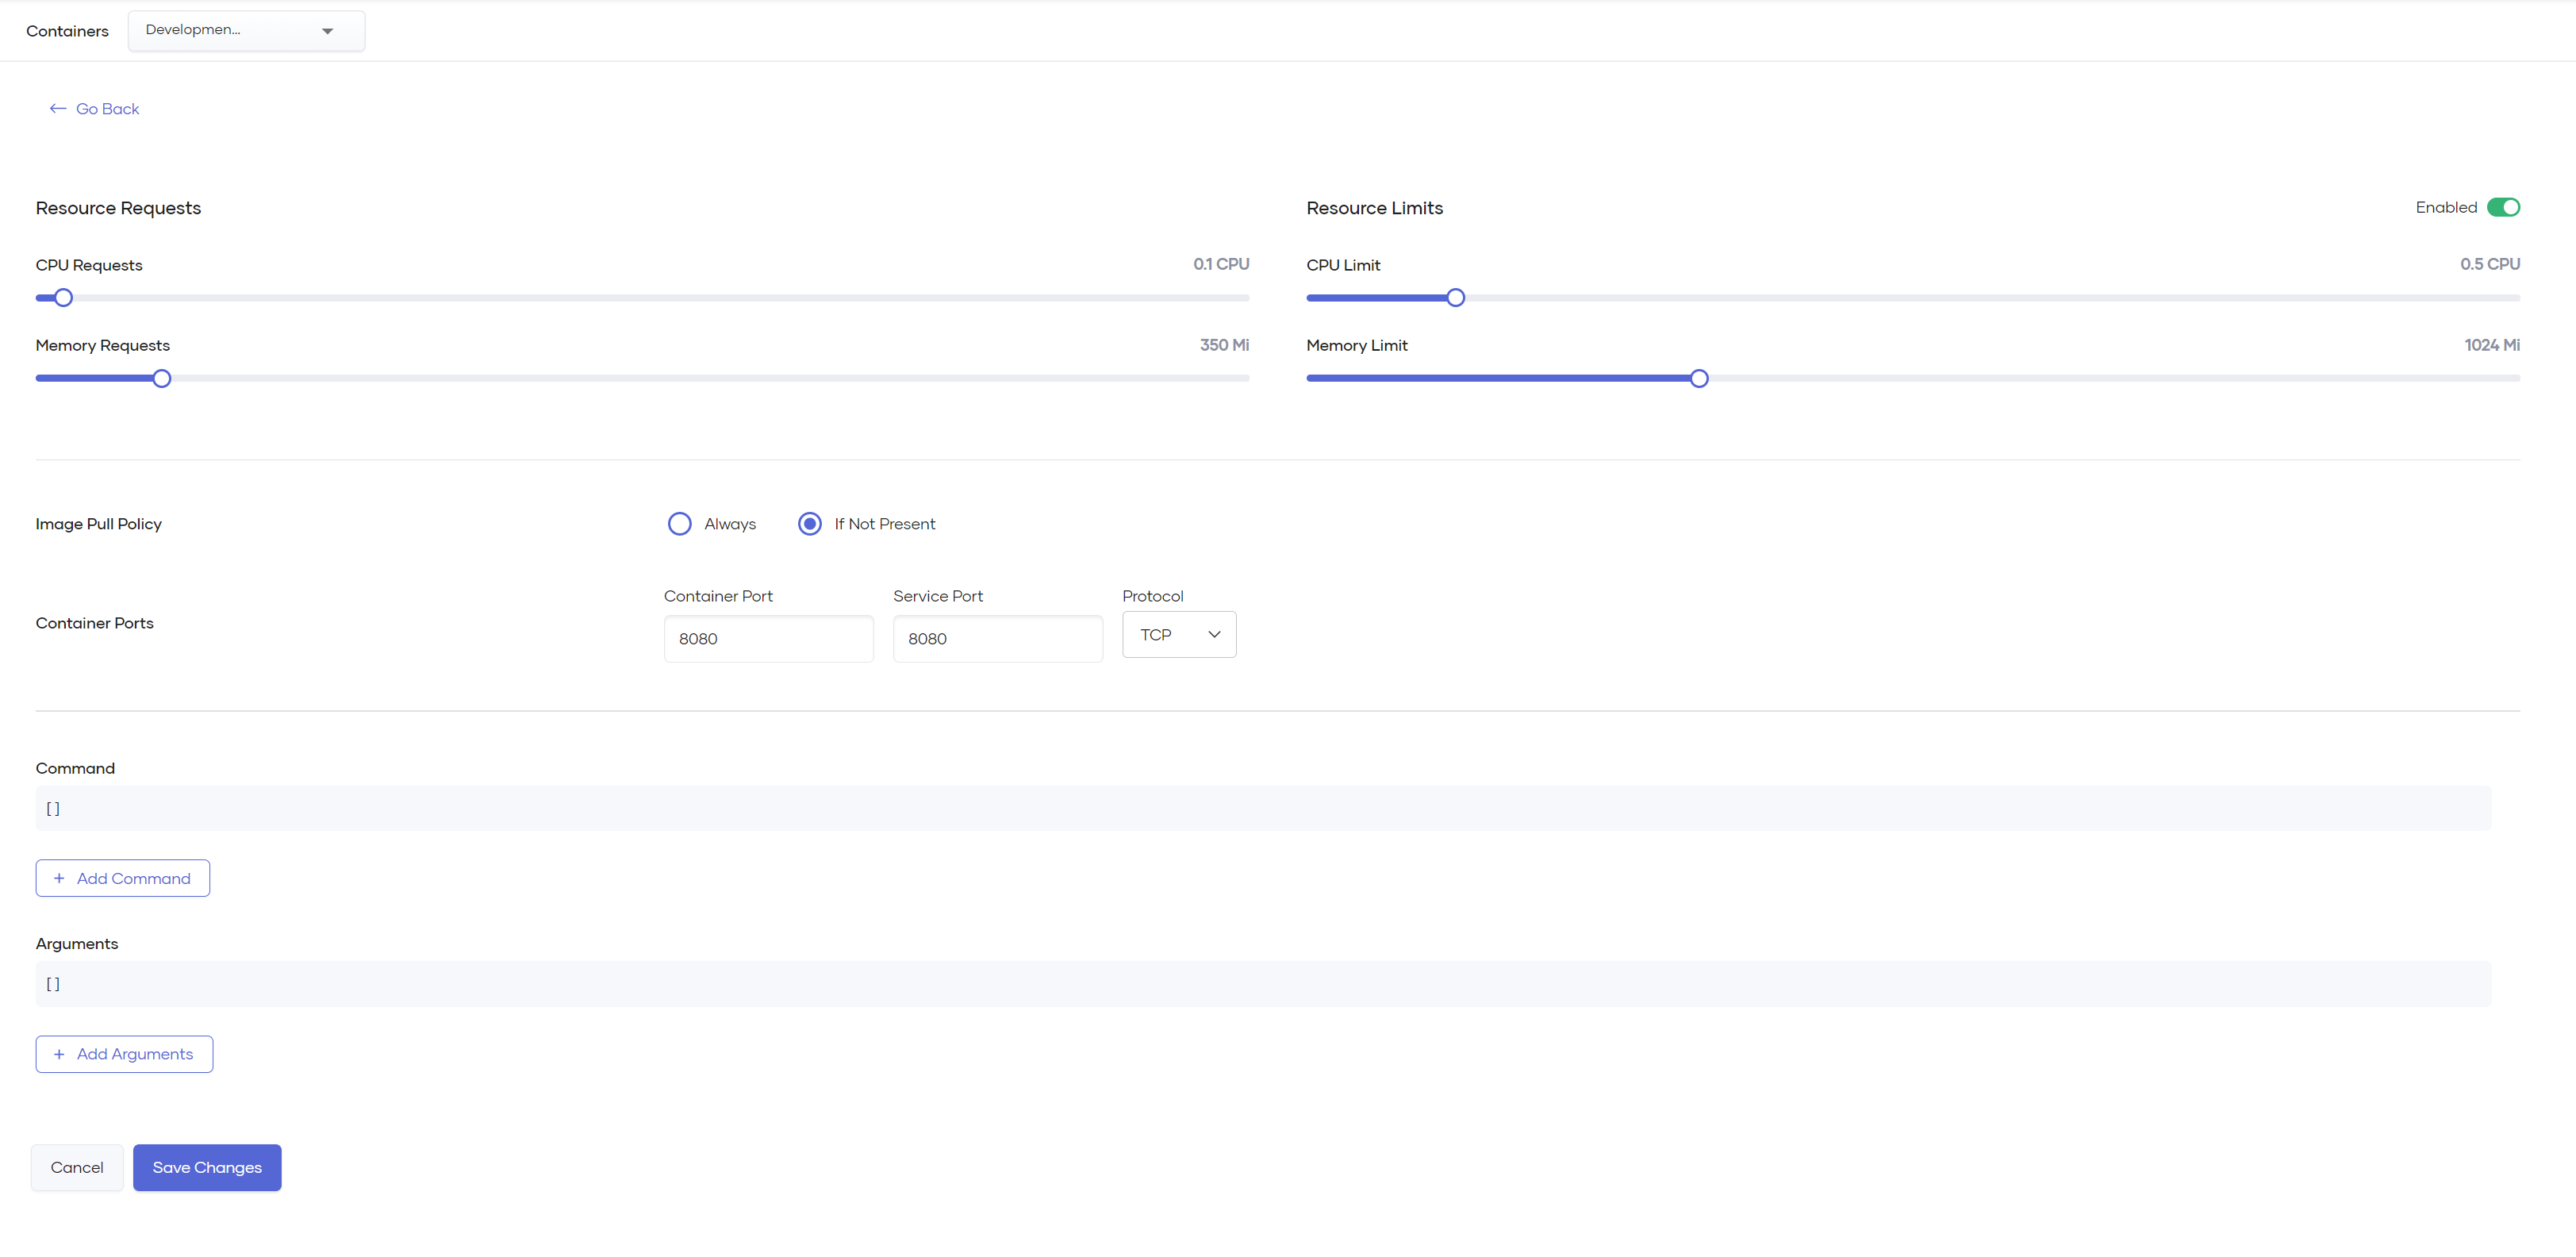 Containers
Developmen...
Go Back
Resource Requests
Resource Limits
Enabled
CPU Requests
0.1 CPU
CPU Limit
0.5 CPU
Memory Requests
350 Mi
Memory Limit
1024 Mi
Image Pull Policy
Always
If Not Present
Container Ports
Container Port
Service Port
Protocol
8080
8080
TCP
Command
[]
+ Add Command
Arguments
[]
+ Add Arguments
Cancel
Save Changes